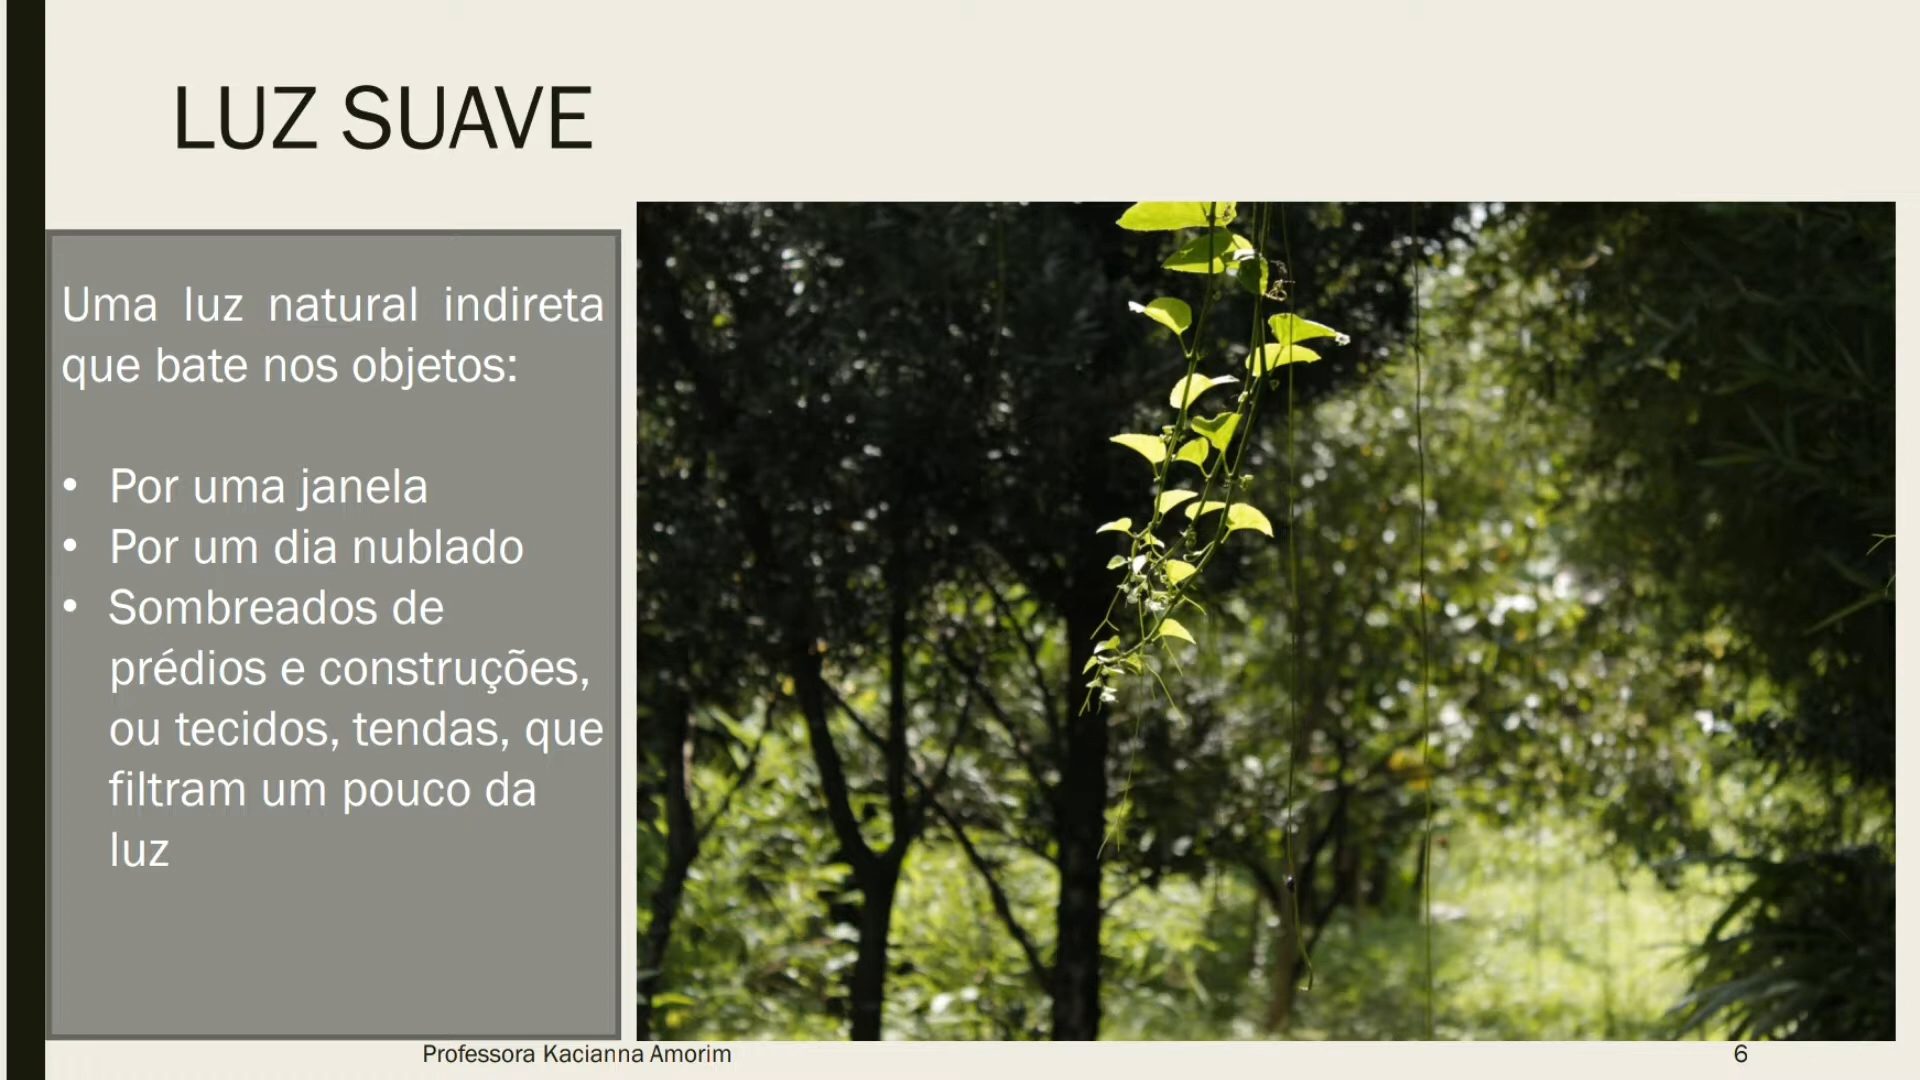 LUZ SUAVE
Uma luz natural indireta
que bate nos objetos:
• Por uma janela
• Por um dia nublado
• Sombreados de
prédios e construções,
ou tecidos, tendas, que
filtram um pouco da
luz
Professora Kacianna Amorim
6